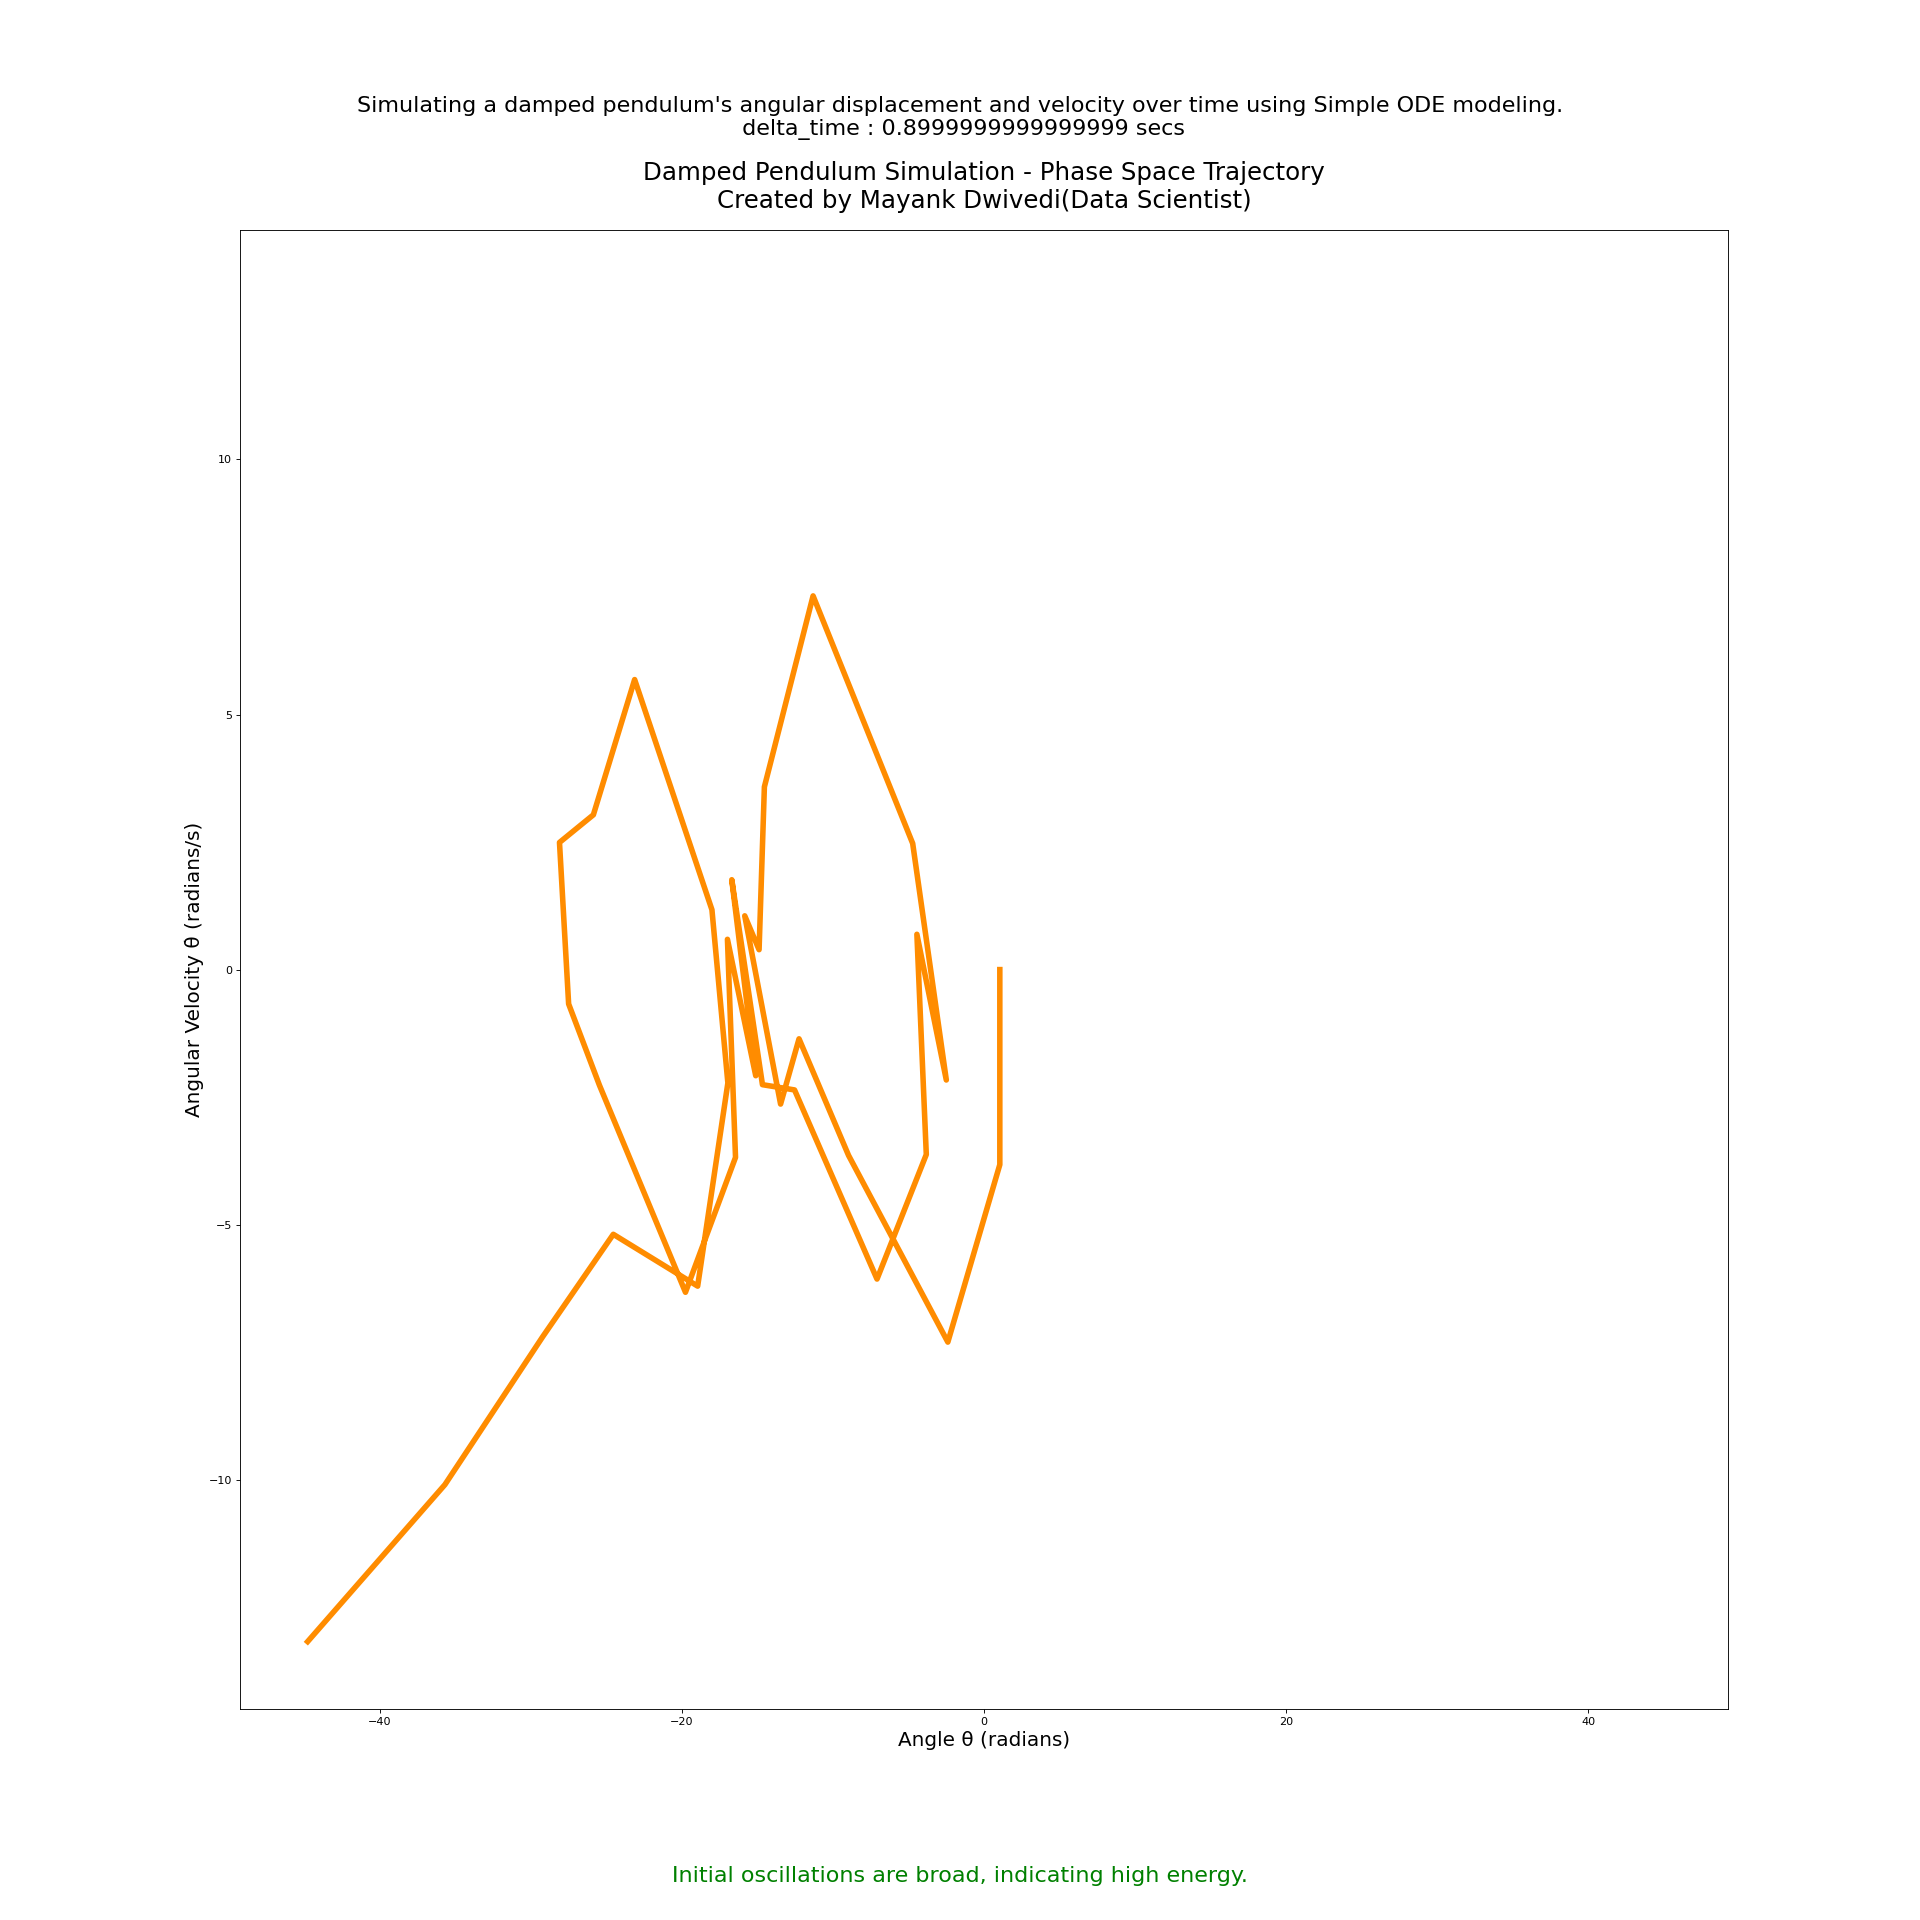 Simulating a damped pendulum's angular displacement and velocity over time using Simple ODE modeling.
delta_time : 0.8999999999999999 secs
Damped Pendulum Simulation - Phase Space Trajectory
Created by Mayank Dwivedi(Data Scientist)
10
5
0
−5
−10
Angular Velocity θ (radians/s)
−40
−20
0
20
40
Angle θ (radians)
Initial oscillations are broad, indicating high energy.